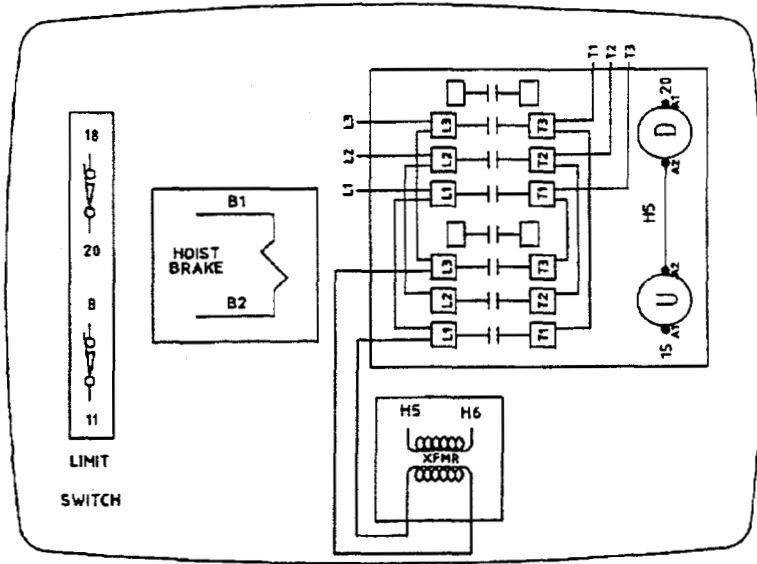 18
20
8
11
LIMIT
SWITCH
B1
HOIST
BRAKE
B2
T1
T2
T3
L3
L2
L1
L3
T3
L2
T2
L1
T1
L3
T3
L2
T2
L1
T1
20
A1
D
A2
H5
A2
U
A1
15
H5 H6
XFMR